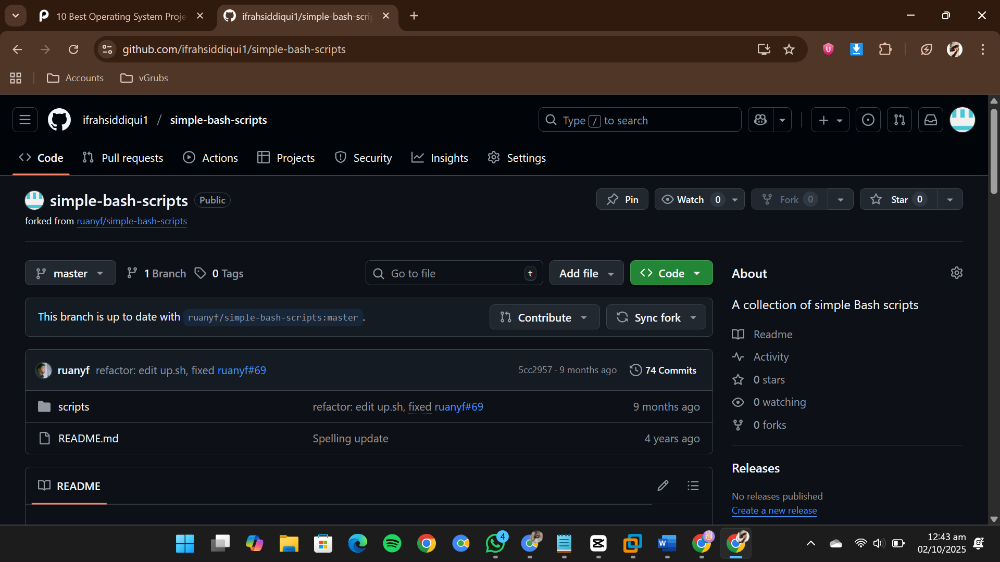 10 Best Operating System Proje
ifrahsiddiqui1/simple-bash-scrip
github.com/ifrahsiddiqui1/simple-bash-scripts
Accounts
vGrubs
ifrahsiddiqui1 / simple-bash-scripts
Type / to search
Code
Pull requests
Actions
Projects
Security
Insights
Settings
simple-bash-scripts Public
Pin
Watch 0
Fork 0
Star 0
forked from ruanyf/simple-bash-scripts
master
1 Branch
0 Tags
Go to file t
Add file
Code
About
This branch is up to date with ruanyf/simple-bash-scripts:master .
Contribute
Sync fork
A collection of simple Bash scripts
Readme
Activity
0 stars
0 watching
0 forks
ruanyf refactor: edit up.sh, fixed ruanyf#69
5cc2957 · 9 months ago
74 Commits
scripts
refactor: edit up.sh, fixed ruanyf#69
9 months ago
README.md
Spelling update
4 years ago
README
Releases
No releases published
Create a new release
4
12:43 am
02/10/2025